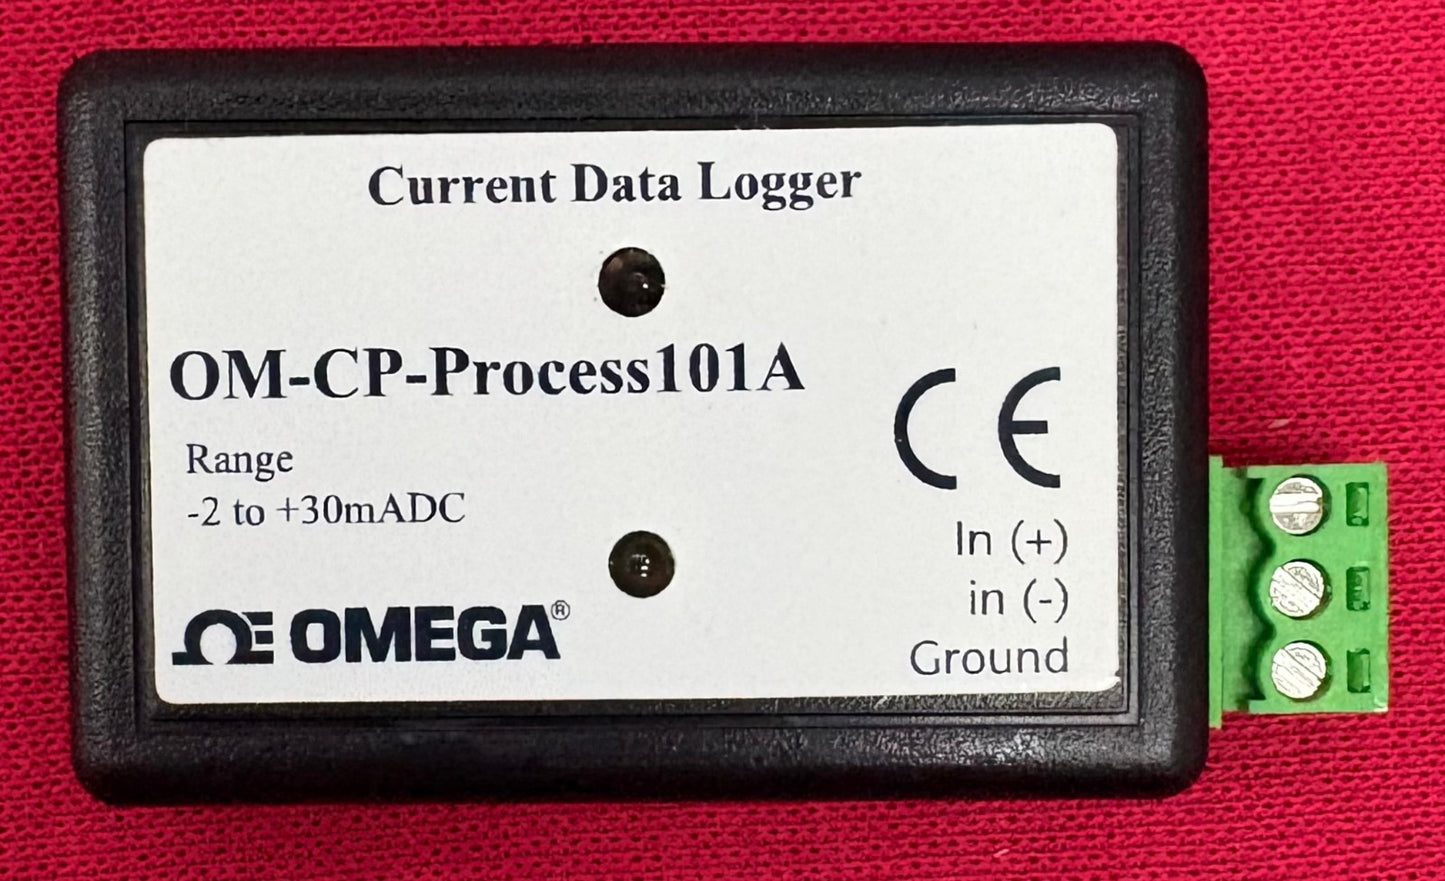 Current Data Logger
OM-CP-Process101A
Range
-2 to +30mADC
CE
In (+)
in (-)
Ground
OMEGA®